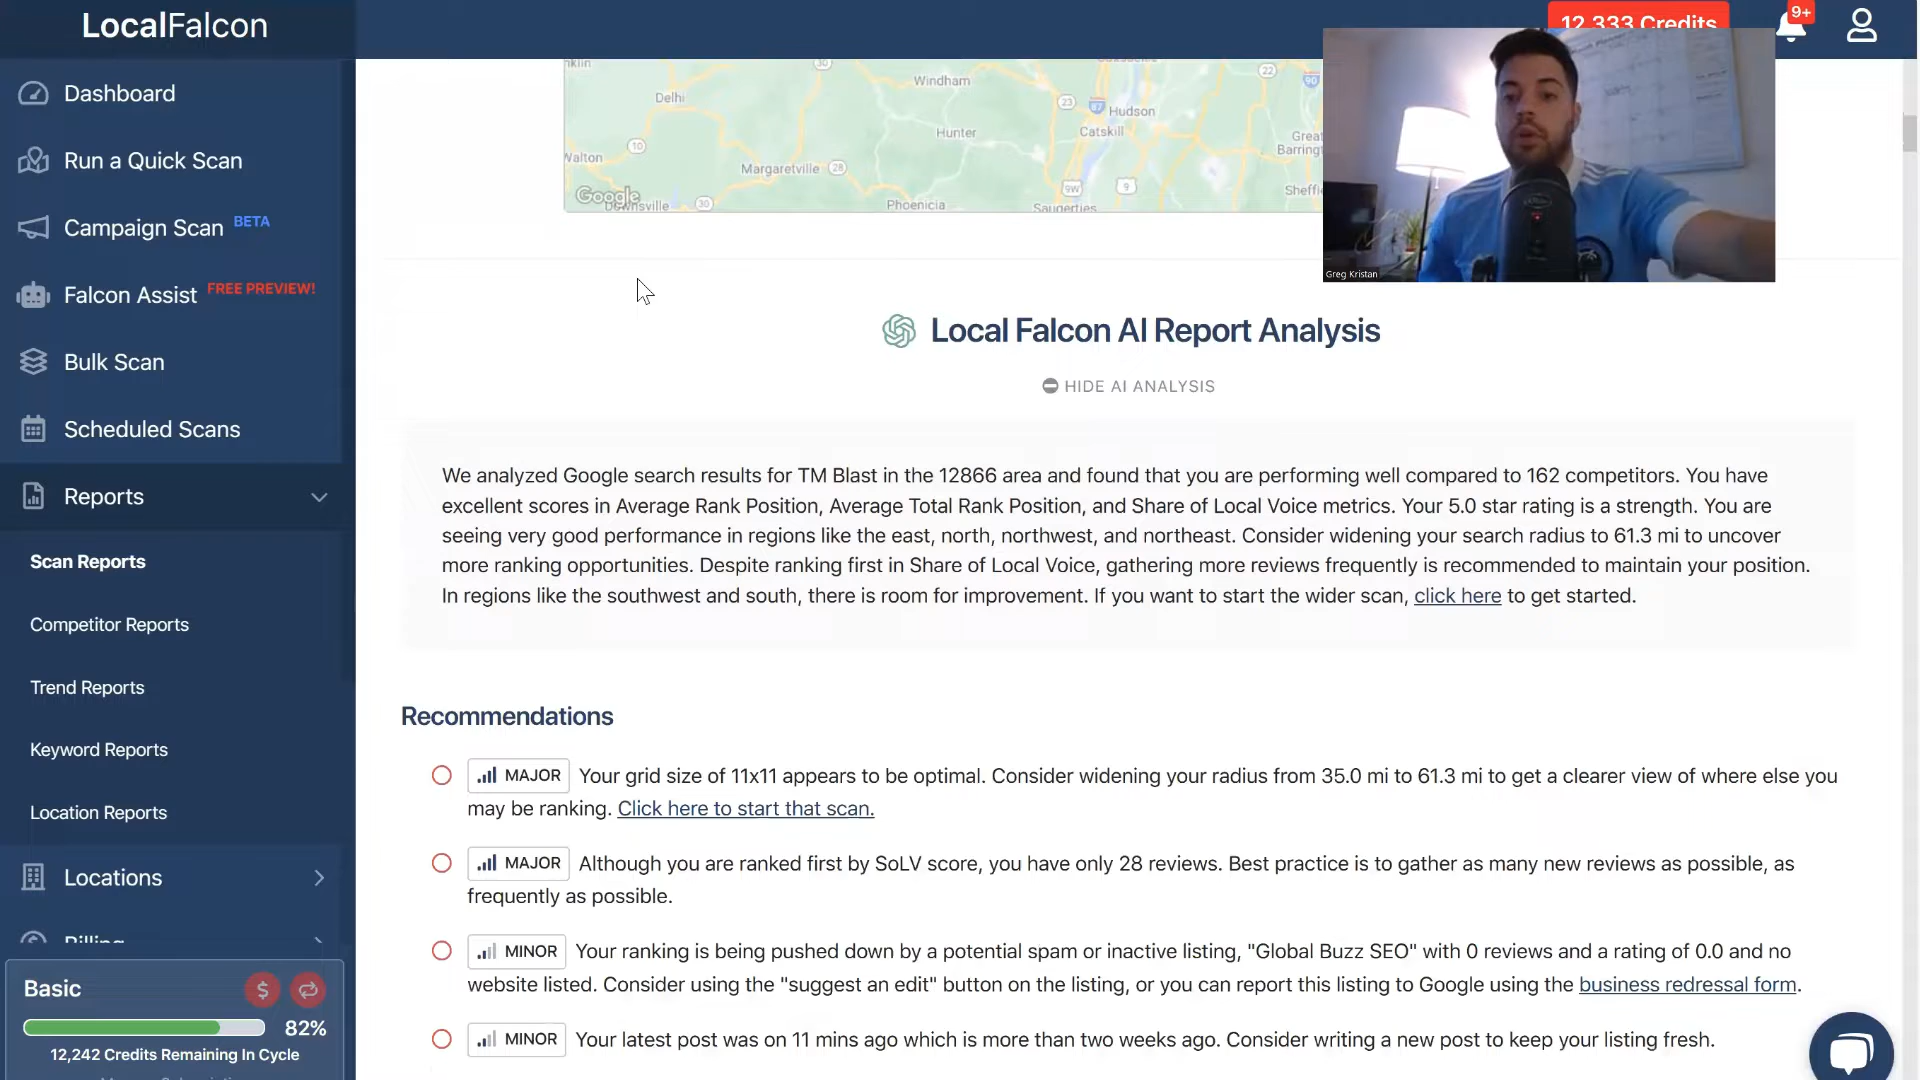 LocalFalcon
12,333 Credits
9+
Dashboard
Run a Quick Scan
Campaign Scan BETA
Falcon Assist FREE PREVIEW!
Bulk Scan
Scheduled Scans
Reports
Scan Reports
Competitor Reports
Trend Reports
Keyword Reports
Location Reports
Locations
Billing
Basic
$
82%
12,242 Credits Remaining In Cycle
Windham
Delhi
Hudson
Hunter
Catskill
Walton
Margaretville
Phoenicia
Saugerties
Downsville
Google
30
22
23
87
90
10
28
9W
9
30
Greg Kristan
Local Falcon AI Report Analysis
HIDE AI ANALYSIS
We analyzed Google search results for TM Blast in the 12866 area and found that you are performing well compared to 162 competitors. You have
excellent scores in Average Rank Position, Average Total Rank Position, and Share of Local Voice metrics. Your 5.0 star rating is a strength. You are
seeing very good performance in regions like the east, north, northwest, and northeast. Consider widening your search radius to 61.3 mi to uncover
more ranking opportunities. Despite ranking first in Share of Local Voice, gathering more reviews frequently is recommended to maintain your position.
In regions like the southwest and south, there is room for improvement. If you want to start the wider scan, click here to get started.
Recommendations
MAJOR Your grid size of 11x11 appears to be optimal. Consider widening your radius from 35.0 mi to 61.3 mi to get a clearer view of where else you
may be ranking. Click here to start that scan.
MAJOR Although you are ranked first by SoLV score, you have only 28 reviews. Best practice is to gather as many new reviews as possible, as
frequently as possible.
MINOR Your ranking is being pushed down by a potential spam or inactive listing, "Global Buzz SEO" with 0 reviews and a rating of 0.0 and no
website listed. Consider using the "suggest an edit" button on the listing, or you can report this listing to Google using the business redressal form.
MINOR Your latest post was on 11 mins ago which is more than two weeks ago. Consider writing a new post to keep your listing fresh.